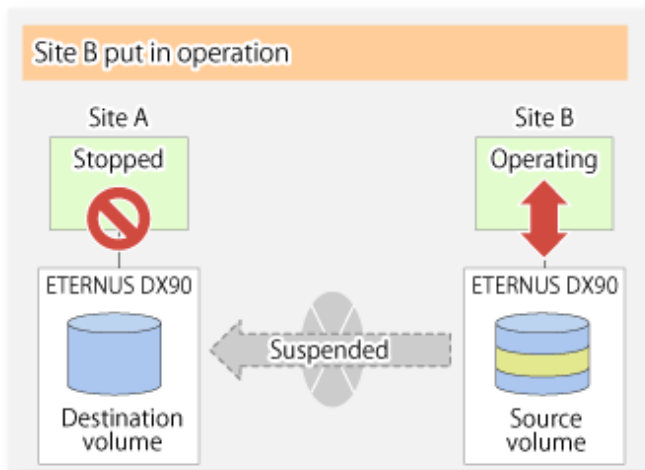 Site B put in operation
Site A
Site B
Stopped
Operating
ETERNUS DX90
ETERNUS DX90
Suspended
Destination
volume
Source
volume